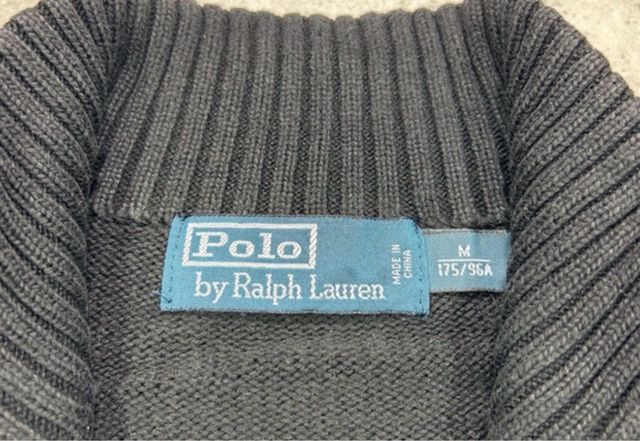 Polo
by Ralph Lauren
MADE IN
CHINA
M
175/96A